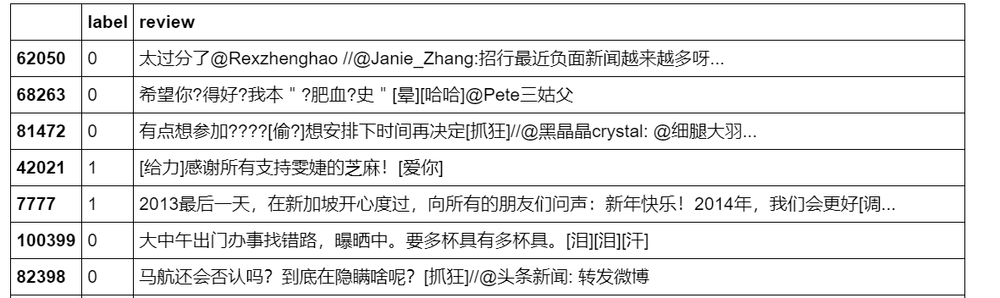 label review
62050 0 太过分了@Rexzhenghao //@Janie_Zhang:招行最近负面新闻越来越多呀...
68263 0 希望你?得好?我本＂?肥血?史＂[晕][哈哈]@Pete三姑父
81472 0 有点想参加????[偷?]想安排下时间再决定[抓狂]//@黑晶晶crystal: @细腿大羽...
42021 1 [给力]感谢所有支持雯婕的芝麻！[爱你]
7777 1 2013最后一天，在新加坡开心度过，向所有的朋友们问声：新年快乐！2014年，我们会更好[调...
100399 0 大中午出门办事找错路，曝晒中。要多杯具有多杯具。[泪][泪][汗]
82398 0 马航还会否认吗？到底在隐瞒啥呢？[抓狂]//@头条新闻: 转发微博